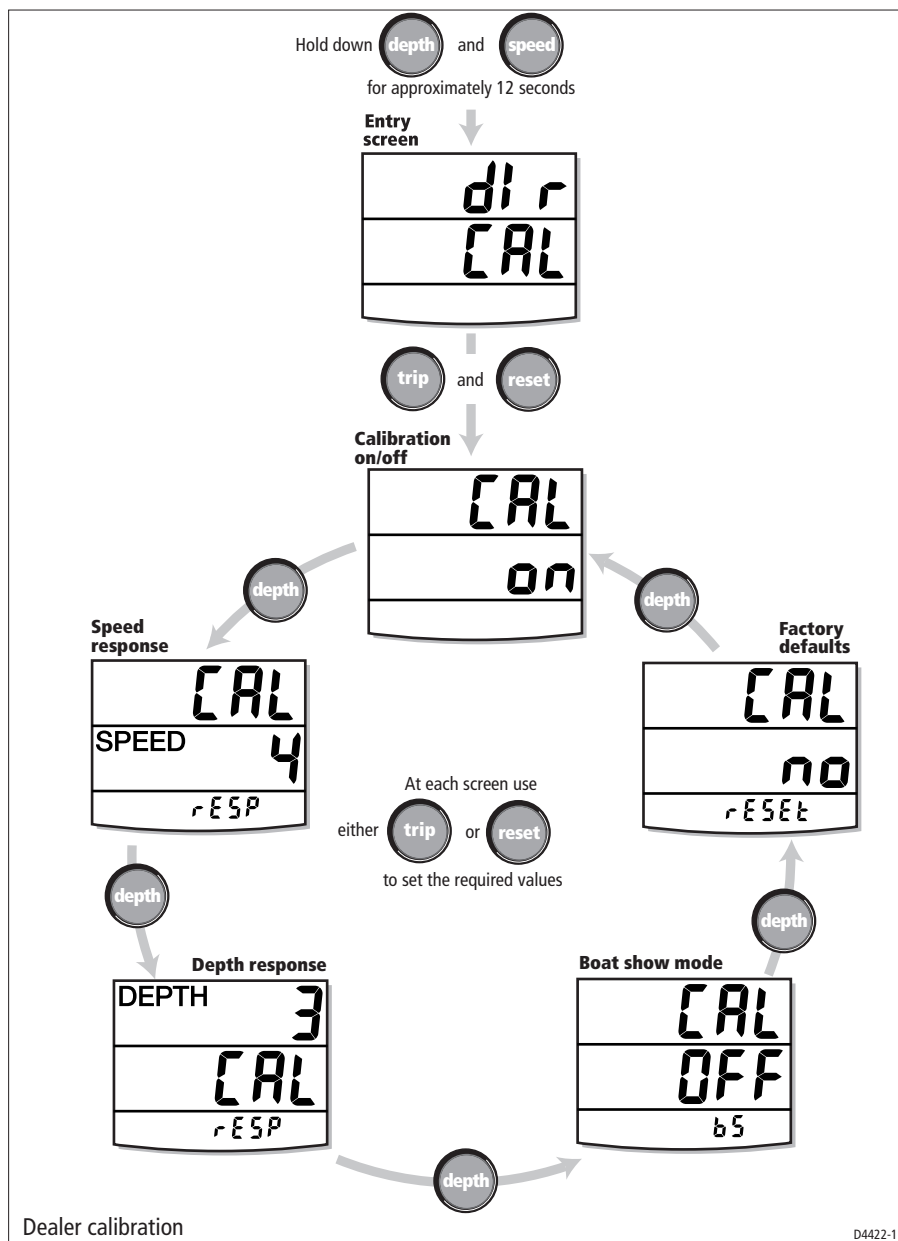 Hold down depth and speed
for approximately 12 seconds
Entry
screen
dIr
CAL
trip and reset
Calibration
on/off
CAL
on
depth
depth
Speed
response
CAL
SPEED 4
rESP
Factory
defaults
CAL
no
rESEt
At each screen use
either trip or reset
to set the required values
depth
depth
Depth response
DEPTH 3
CAL
rESP
Boat show mode
CAL
OFF
bS
depth
Dealer calibration
D4422-1